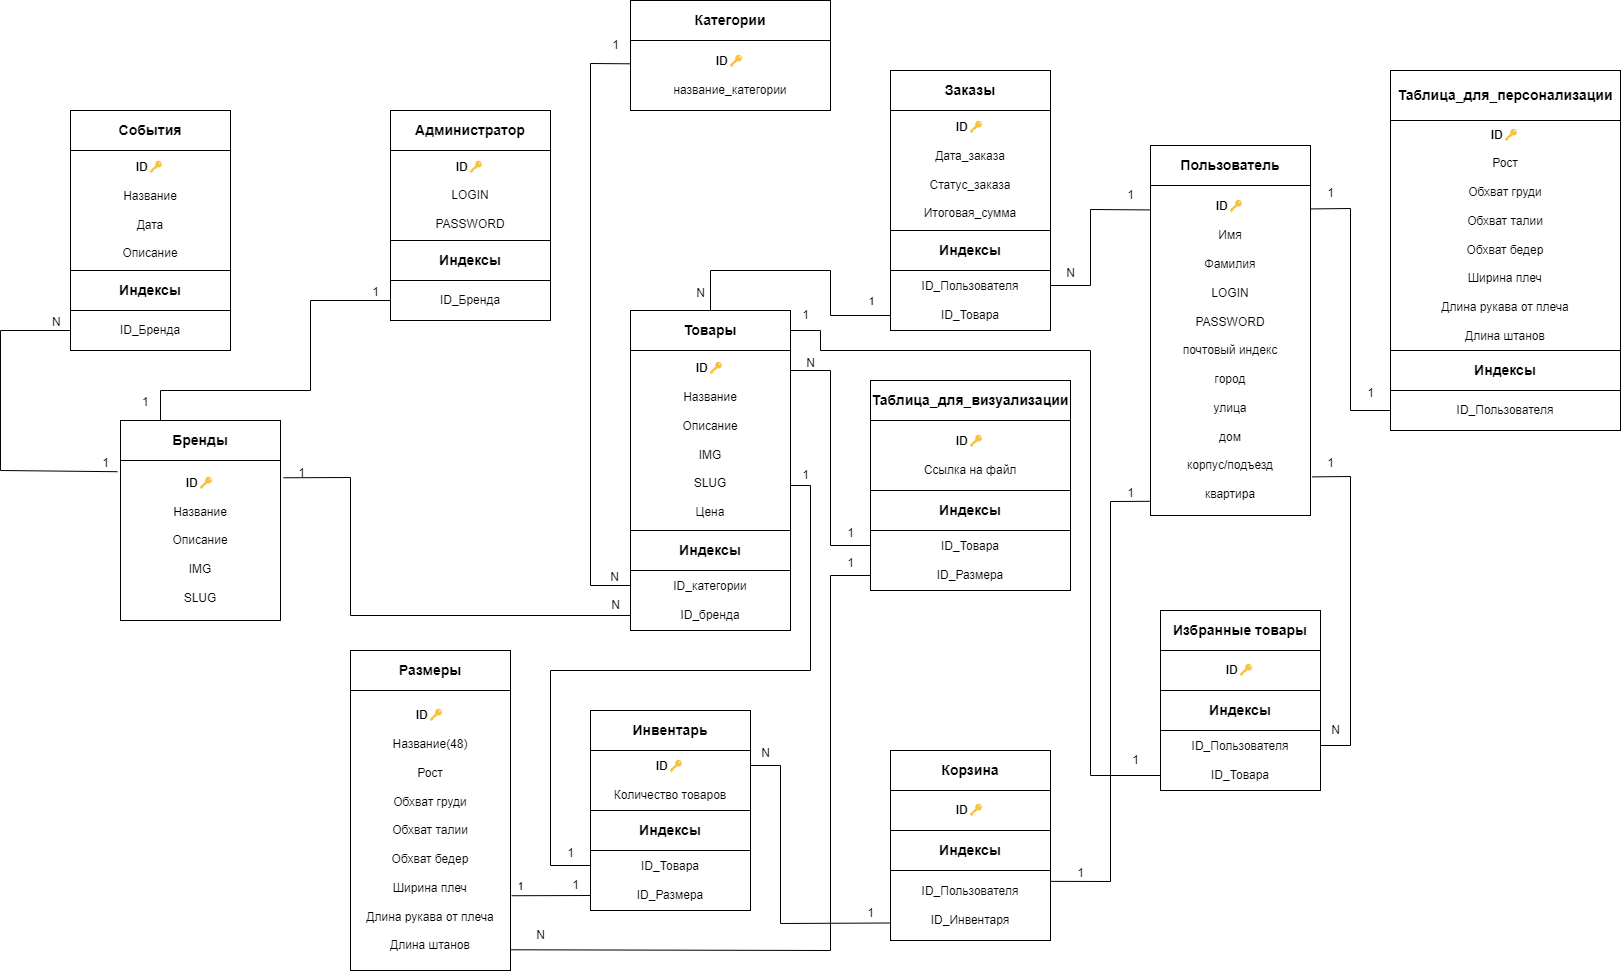 Категории
ID🔑
название_категории
1
События
ID🔑
Название
Дата
Описание
Индексы
ID_Бренда
N
Администратор
ID🔑
LOGIN
PASSWORD
Индексы
ID_Бренда
1
1
Бренды
ID🔑
Название
Описание
IMG
SLUG
1
1
Заказы
ID🔑
Дата_заказа
Статус_заказа
Итоговая_сумма
Индексы
ID_Пользователя
ID_Товара
N
1
N
1
Товары
ID🔑
Название
Описание
IMG
SLUG
Цена
Индексы
ID_категории
ID_бренда
N
1
N
N
Таблица_для_визуализации
ID🔑
Ссылка на файл
Индексы
ID_Товара
ID_Размера
1
1
Пользователь
ID🔑
Имя
Фамилия
LOGIN
PASSWORD
почтовый индекс
город
улица
дом
корпус/подъезд
квартира
1
1
1
1
Таблица_для_персонализации
ID🔑
Рост
Обхват груди
Обхват талии
Обхват бедер
Ширина плеч
Длина рукава от плеча
Длина штанов
Индексы
ID_Пользователя
1
Размеры
ID🔑
Название(48)
Рост
Обхват груди
Обхват талии
Обхват бедер
Ширина плеч
Длина рукава от плеча
Длина штанов
1
N
Инвентарь
ID🔑
Количество товаров
Индексы
ID_Товара
ID_Размера
N
1
1
Корзина
ID🔑
Индексы
ID_Пользователя
ID_Инвентаря
1
1
Избранные товары
ID🔑
Индексы
ID_Пользователя
ID_Товара
N
1